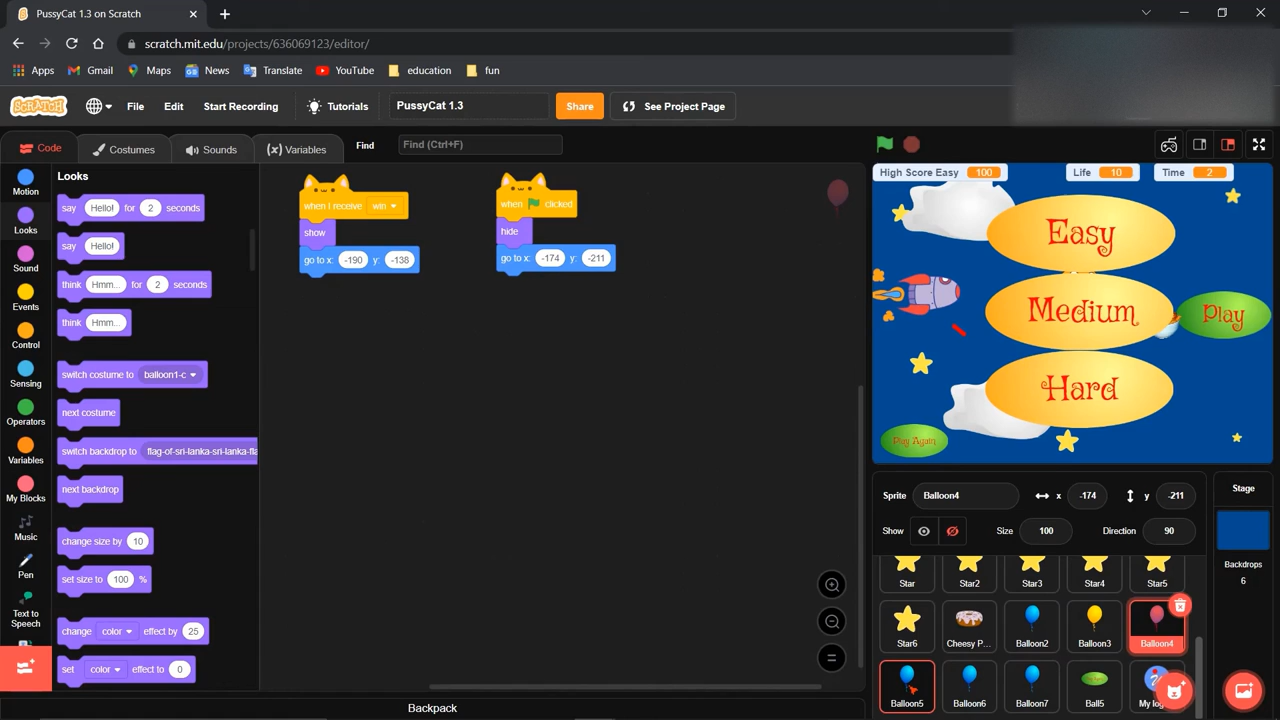 PussyCat 1.3 on Scratch
scratch.mit.edu/projects/636069123/editor/
Apps Gmail Maps News Translate YouTube education fun
SCRATCH File Edit Start Recording Tutorials PussyCat 1.3 Share See Project Page
Code Costumes Sounds Variables Find Find (Ctrl+F)
Motion
Looks
Sound
Events
Control
Sensing
Operators
Variables
My Blocks
Music
Pen
Text to
Speech
Looks
say Hello! for 2 seconds
say Hello!
think Hmm... for 2 seconds
think Hmm...
switch costume to balloon1-c
next costume
switch backdrop to flag-of-sri-lanka-sri-lanka-fla
next backdrop
change size by 10
set size to 100 %
change color effect by 25
set color effect to 0
when I receive win
show
go to x: -190 y: -138
when clicked
hide
go to x: -174 y: -211
High Score Easy 100 Life 10 Time 2
Easy
Medium
Play
Hard
Play Again
Sprite Balloon4 x -174 y -211
Show Size 100 Direction 90
Star Star2 Star3 Star4 Star5
Star6 Cheesy P... Balloon2 Balloon3 Balloon4
Balloon5 Balloon6 Balloon7 Ball5
Stage
Backdrops
6
Backpack